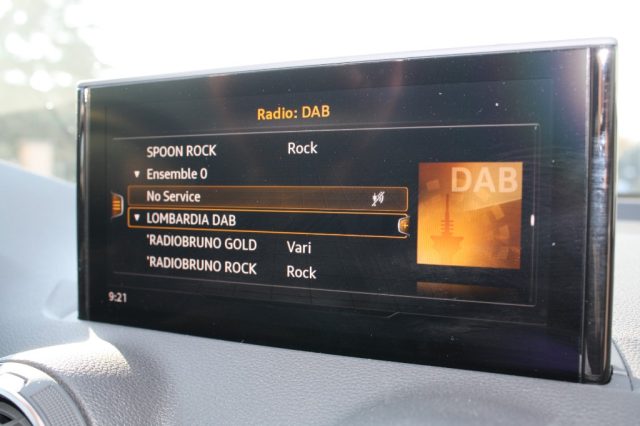 Radio: DAB
SPOON ROCK Rock
Ensemble 0
No Service
LOMBARDIA DAB
'RADIOBRUNO GOLD Vari
'RADIOBRUNO ROCK Rock
DAB
9:21